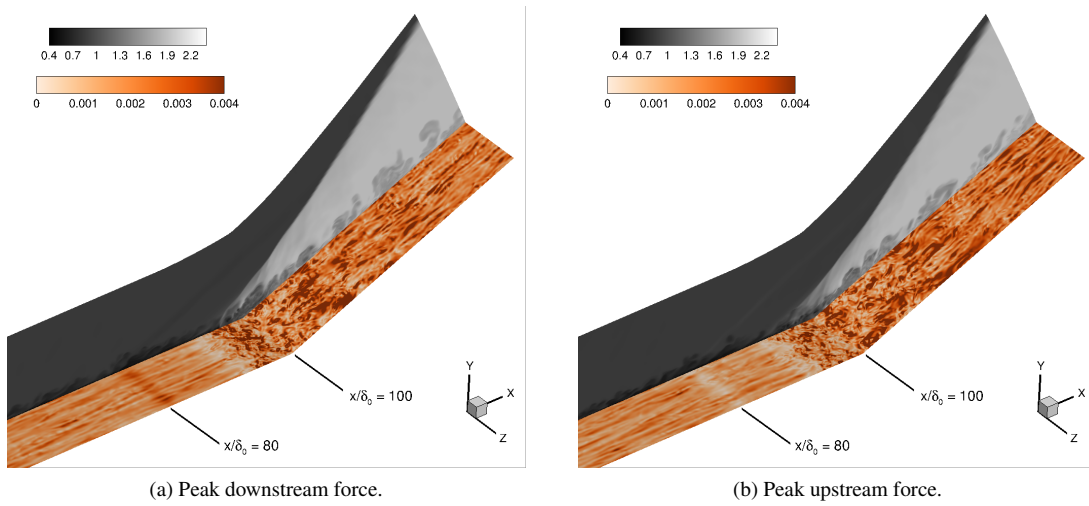 0.4 0.7 1 1.3 1.6 1.9 2.2
0 0.001 0.002 0.003 0.004
x/δ₀ = 100
x/δ₀ = 80
Y
X
Z
(a) Peak downstream force.
0.4 0.7 1 1.3 1.6 1.9 2.2
0 0.001 0.002 0.003 0.004
x/δ₀ = 100
x/δ₀ = 80
Y
X
Z
(b) Peak upstream force.